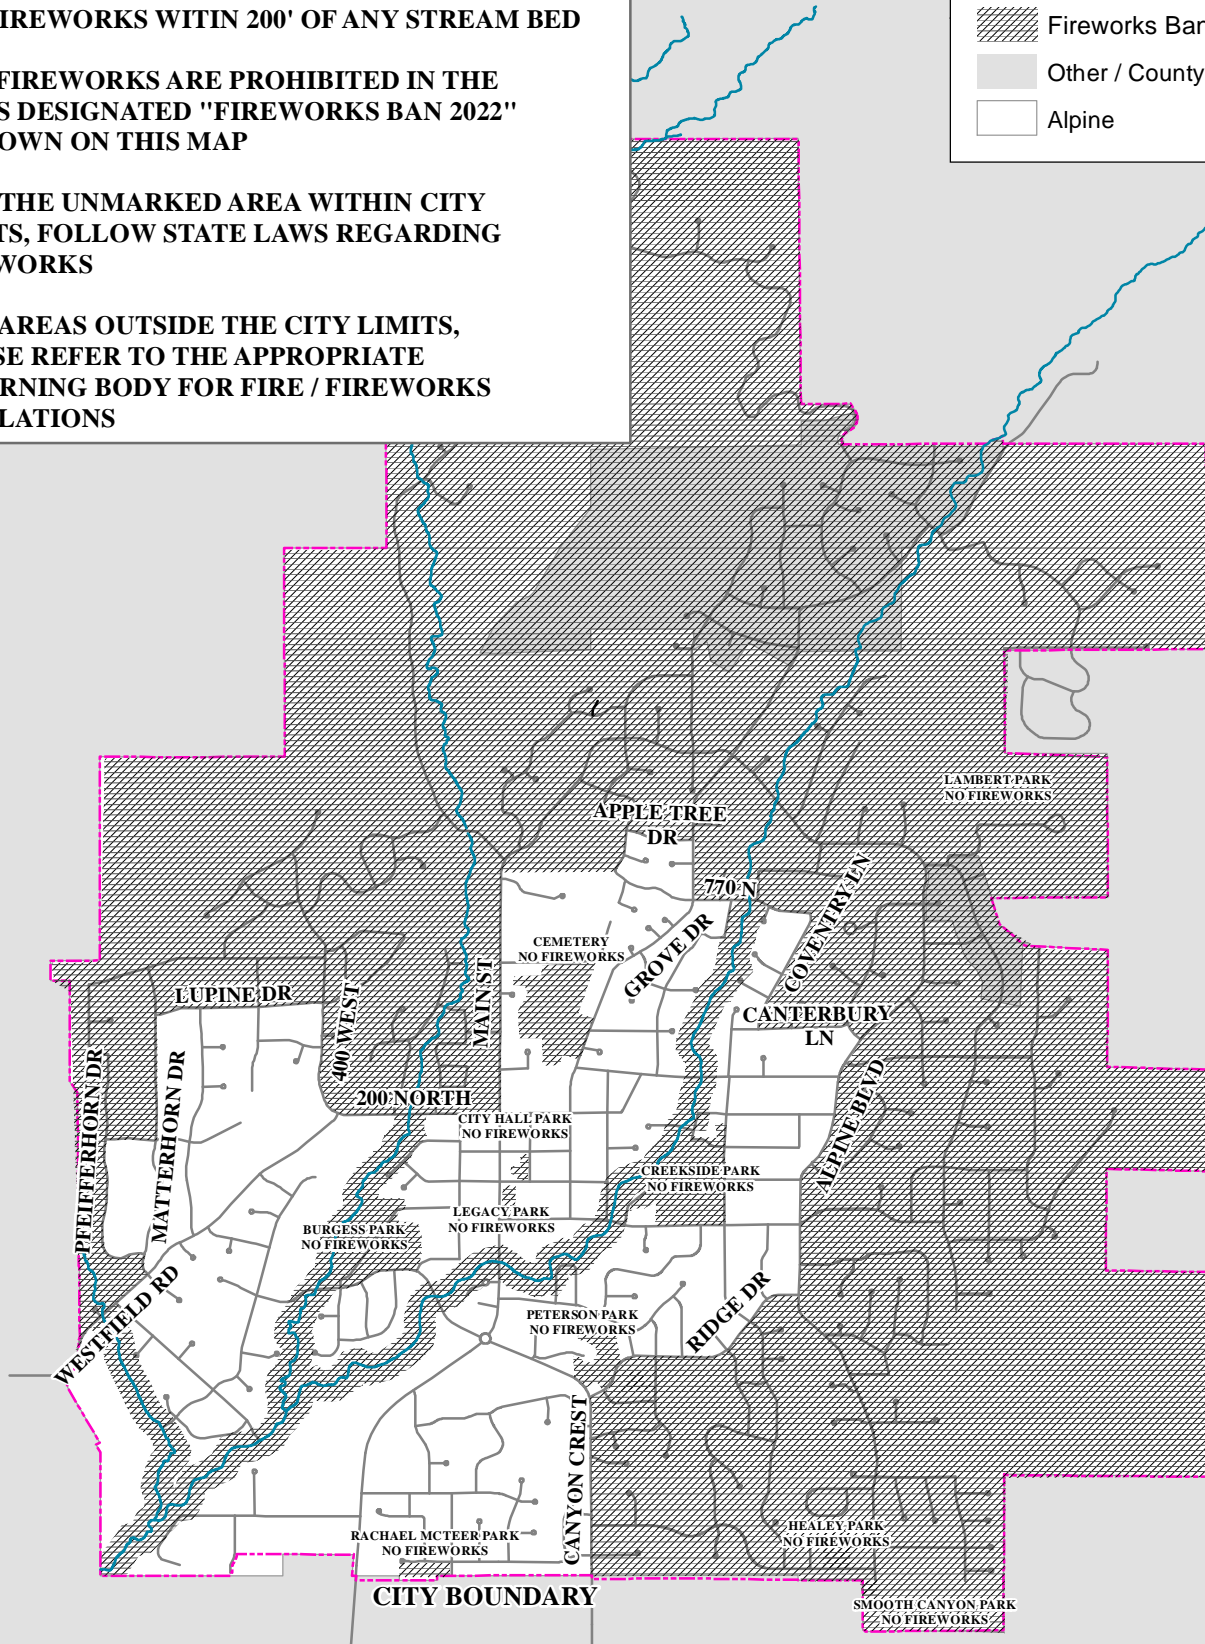 IREWORKS WITIN 200' OF ANY STREAM BED
FIREWORKS ARE PROHIBITED IN THE
S DESIGNATED "FIREWORKS BAN 2022"
OWN ON THIS MAP
THE UNMARKED AREA WITHIN CITY
TS, FOLLOW STATE LAWS REGARDING
WORKS
AREAS OUTSIDE THE CITY LIMITS,
SE REFER TO THE APPROPRIATE
RNING BODY FOR FIRE / FIREWORKS
LATIONS
Fireworks Ban
Other / County
Alpine
LAMBERT PARK
NO FIREWORKS
APPLE TREE
DR
770 N
COVENTRY LN
GROVE DR
CEMETERY
NO FIREWORKS
MAIN ST
LUPINE DR
400 WEST
CANTERBURY
LN
PFEIFFERHORN DR
MATTERHORN DR
200 NORTH
CITY HALL PARK
NO FIREWORKS
ALPINE BLVD
CREEKSIDE PARK
NO FIREWORKS
LEGACY PARK
NO FIREWORKS
BURGESS PARK
NO FIREWORKS
WESTFIELD RD
PETERSON PARK
NO FIREWORKS
RIDGE DR
CANYON CREST
RACHAEL MCTEER PARK
NO FIREWORKS
HEALEY PARK
NO FIREWORKS
CITY BOUNDARY
SMOOTH CANYON PARK
NO FIREWORKS